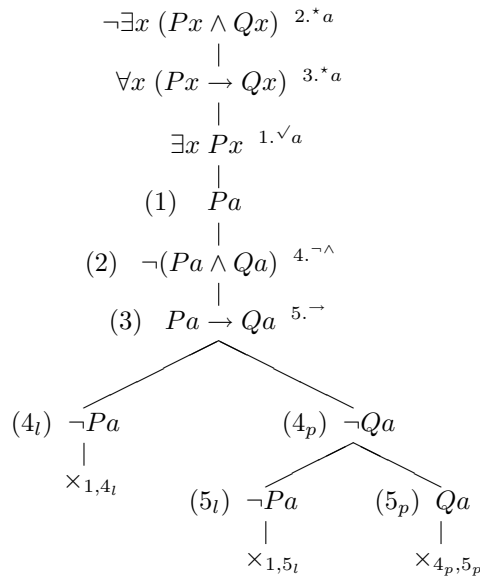 ¬∃x (Px ∧ Qx) 2.⋆a
∀x (Px → Qx) 3.⋆a
∃x Px 1.√a
(1) Pa
(2) ¬(Pa ∧ Qa) 4.¬∧
(3) Pa → Qa 5.→
(4l) ¬Pa (4p) ¬Qa
×1,4l
(5l) ¬Pa (5p) Qa
×1,5l ×4p,5p